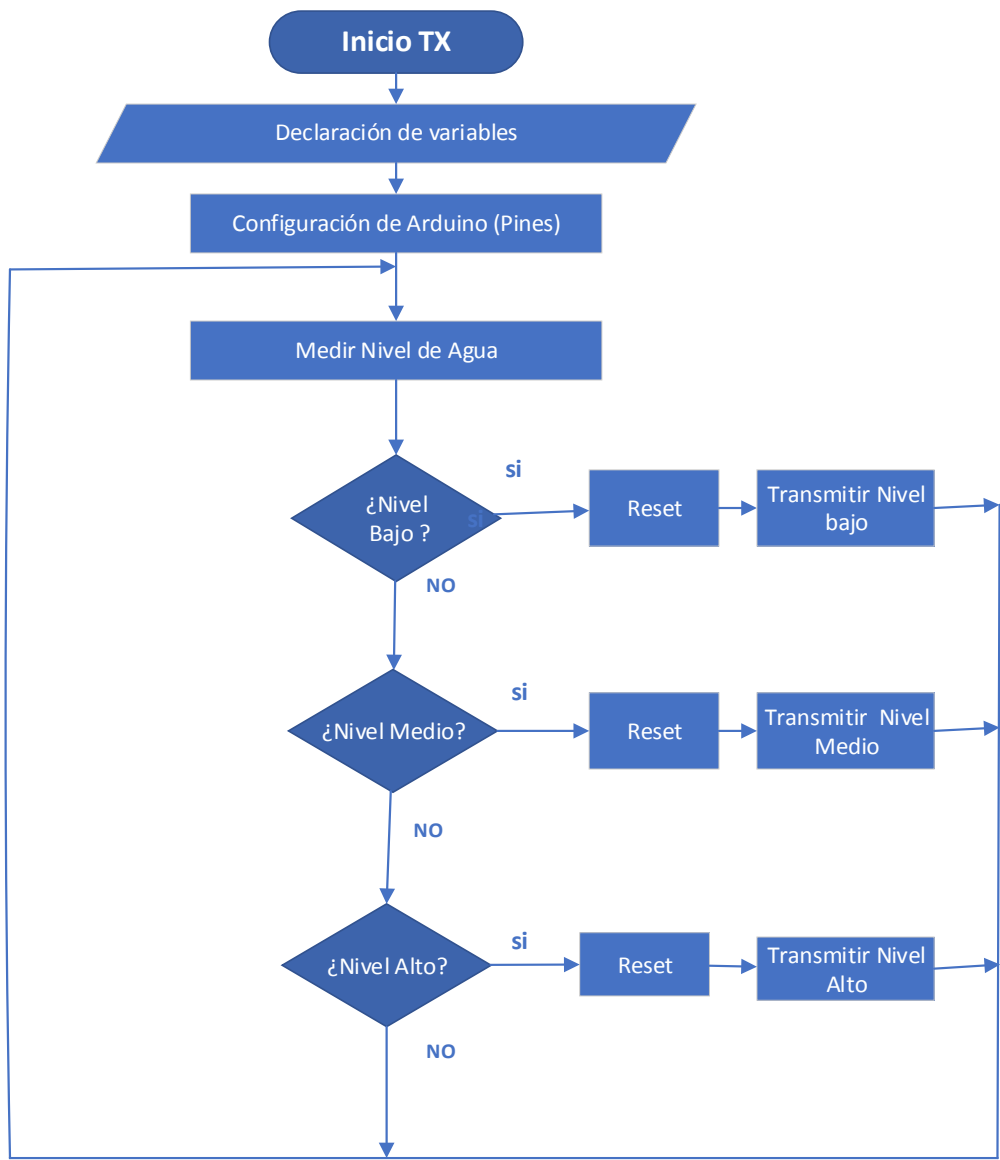 Inicio TX
Declaración de variables
Configuración de Arduino (Pines)
Medir Nivel de Agua
¿Nivel
Bajo ?
si
si
Reset
Transmitir Nivel
bajo
NO
¿Nivel Medio?
si
Reset
Transmitir Nivel
Medio
NO
¿Nivel Alto?
si
Reset
Transmitir Nivel
Alto
NO